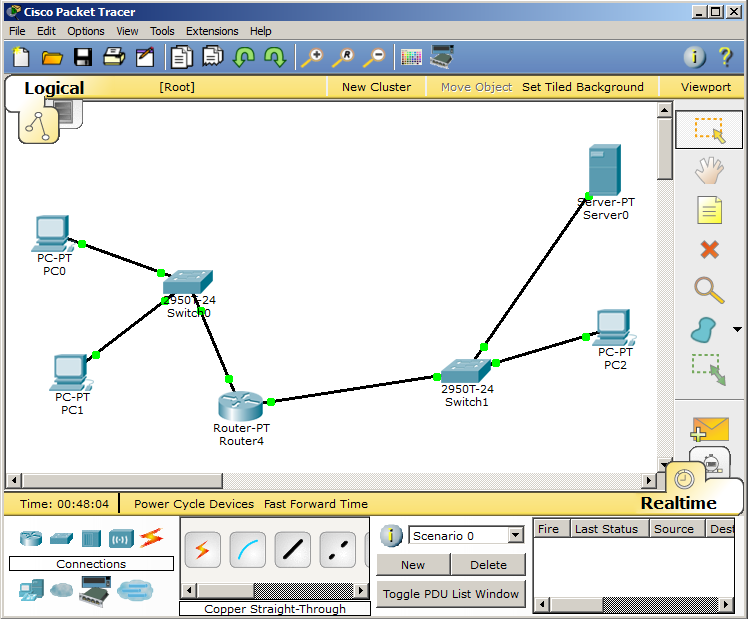 Cisco Packet Tracer
File Edit Options View Tools Extensions Help
Logical [Root] New Cluster Move Object Set Tiled Background Viewport
Server-PT
Server0
PC-PT
PC0
2950T-24
Switch0
PC-PT
PC2
PC-PT
PC1
2950T-24
Switch1
Router-PT
Router4
Time: 00:48:04 Power Cycle Devices Fast Forward Time Realtime
Scenario 0
Fire Last Status Source Dest
Connections
New Delete
Toggle PDU List Window
Copper Straight-Through